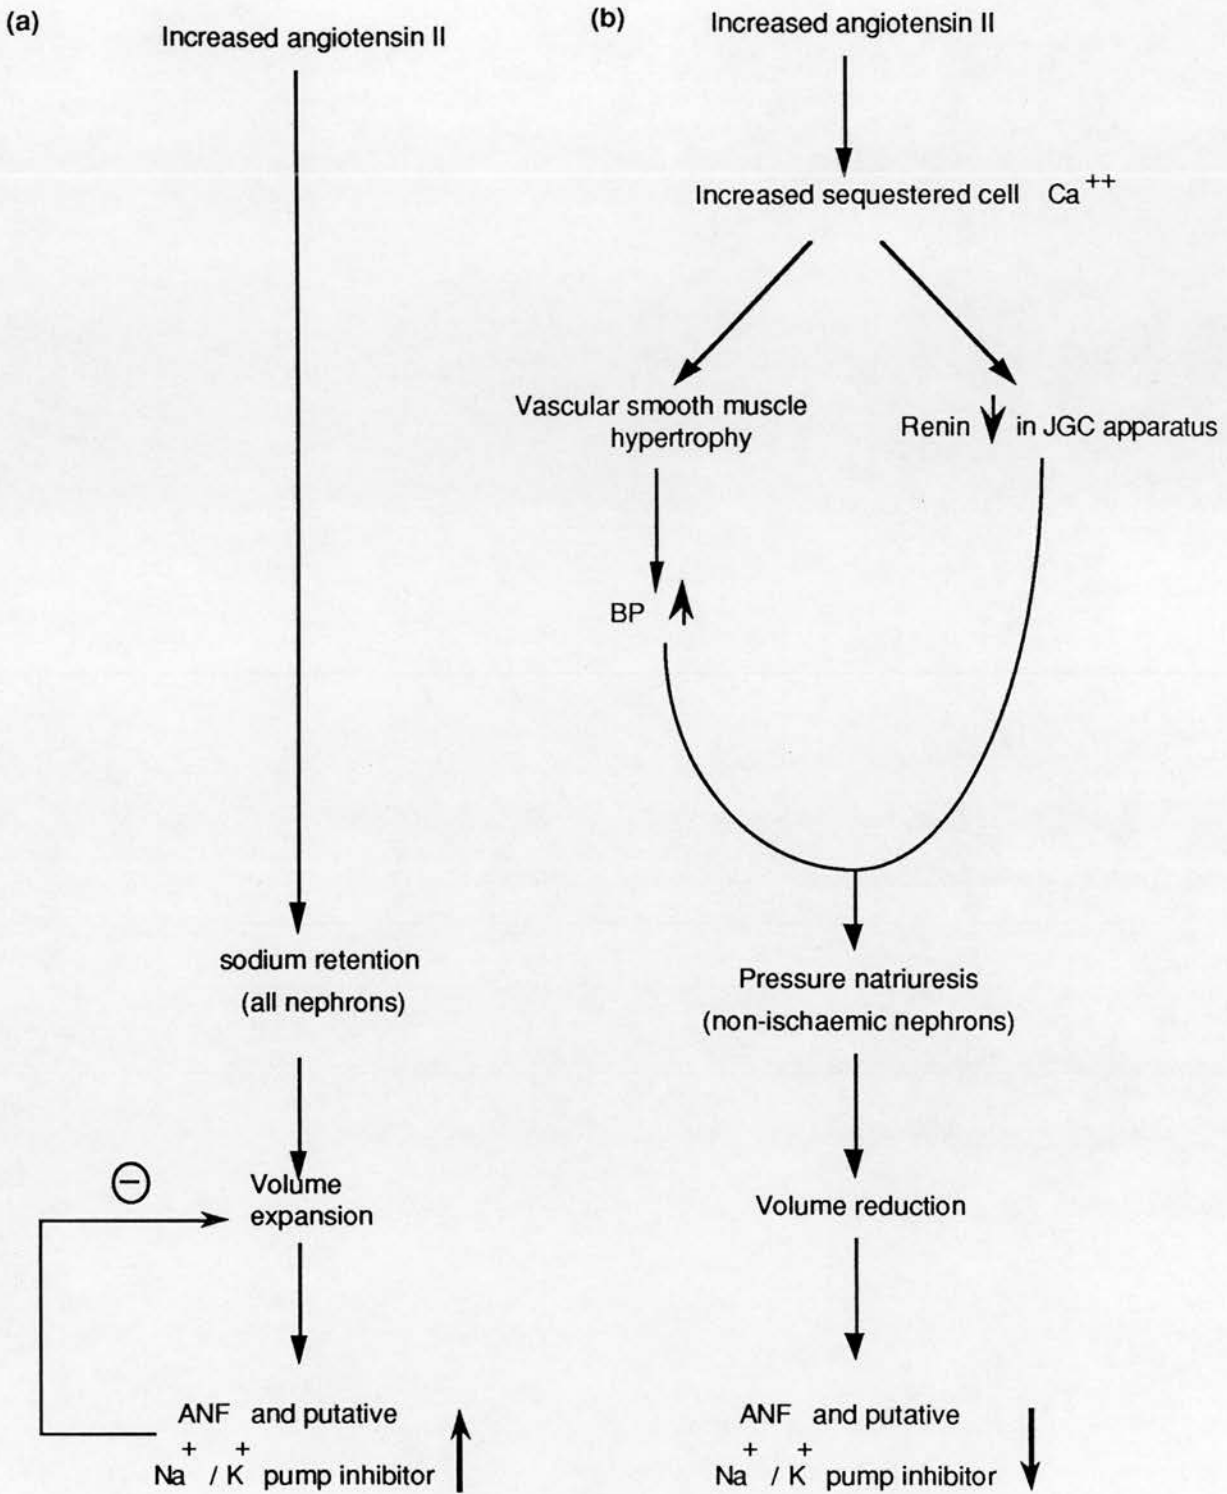 (a)
Increased angiotensin II
sodium retention
(all nephrons)
−
Volume
expansion
ANF and putative
Na⁺ / K⁺ pump inhibitor ↑
(b)
Increased angiotensin II
Increased sequestered cell Ca⁺⁺
Vascular smooth muscle
hypertrophy
Renin ↓ in JGC apparatus
BP ↑
Pressure natriuresis
(non-ischaemic nephrons)
Volume reduction
ANF and putative
Na⁺ / K⁺ pump inhibitor ↓